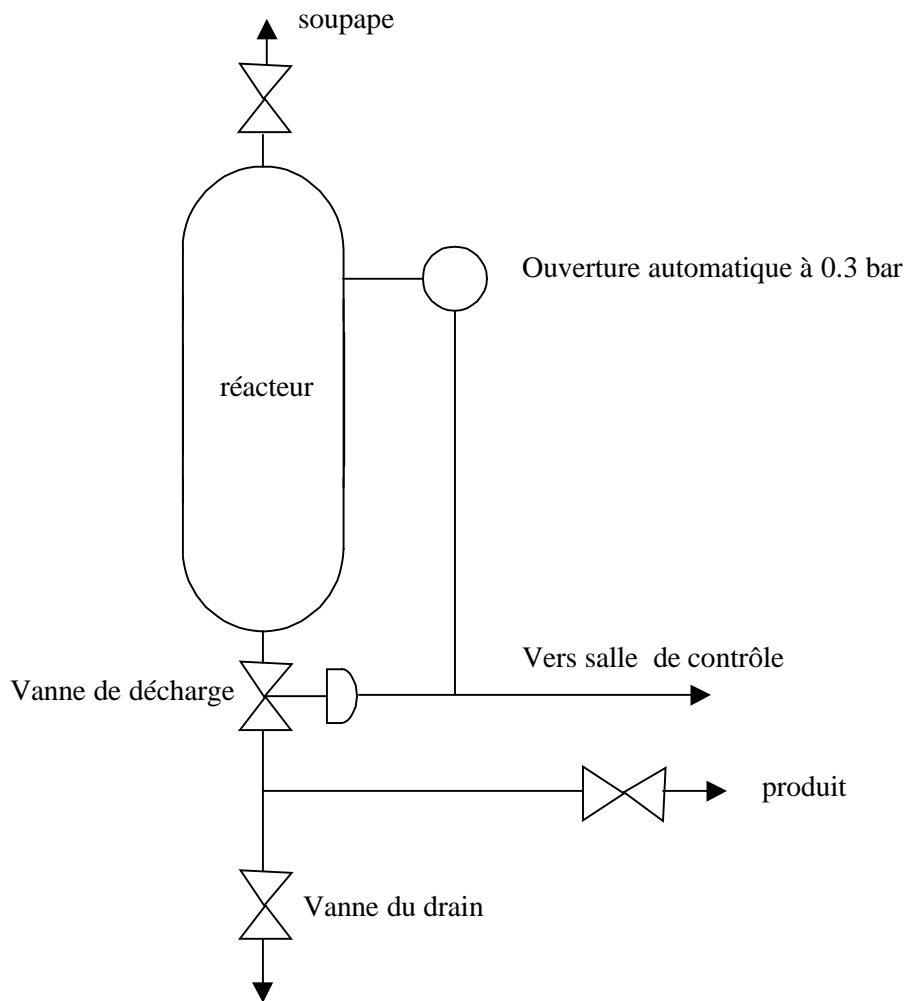 soupape
Ouverture automatique à 0.3 bar
réacteur
Vers salle de contrôle
Vanne de décharge
produit
Vanne du drain